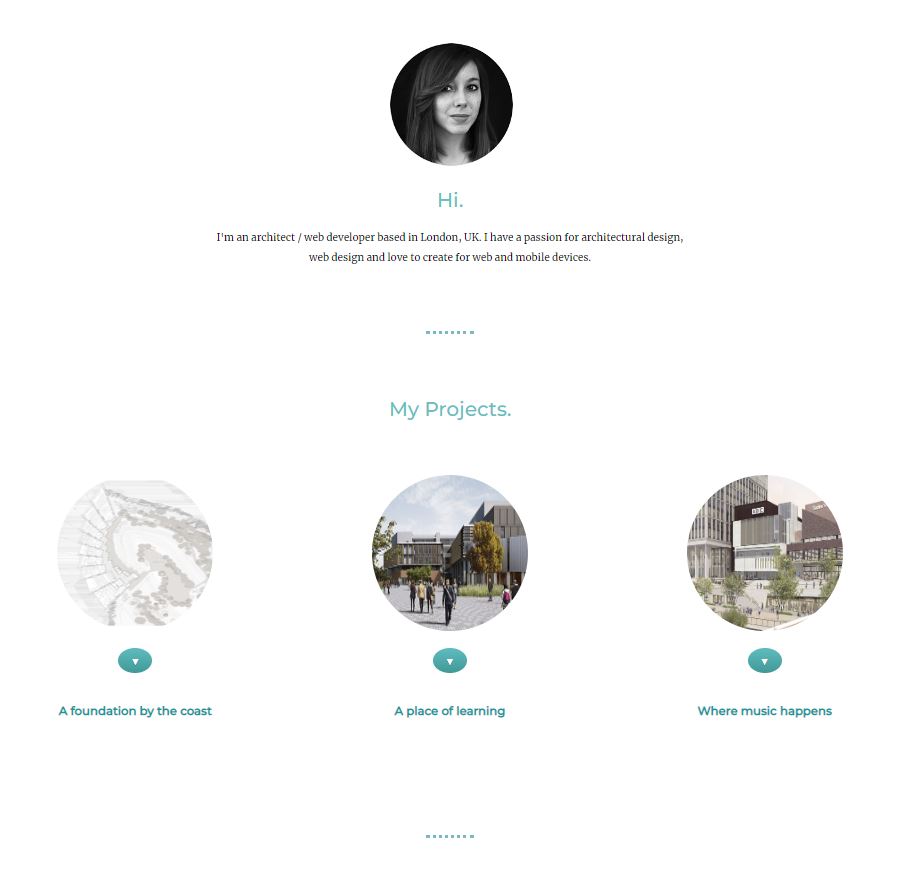 Hi.
I'm an architect / web developer based in London, UK. I have a passion for architectural design,
web design and love to create for web and mobile devices.
My Projects.
A foundation by the coast
A place of learning
Where music happens